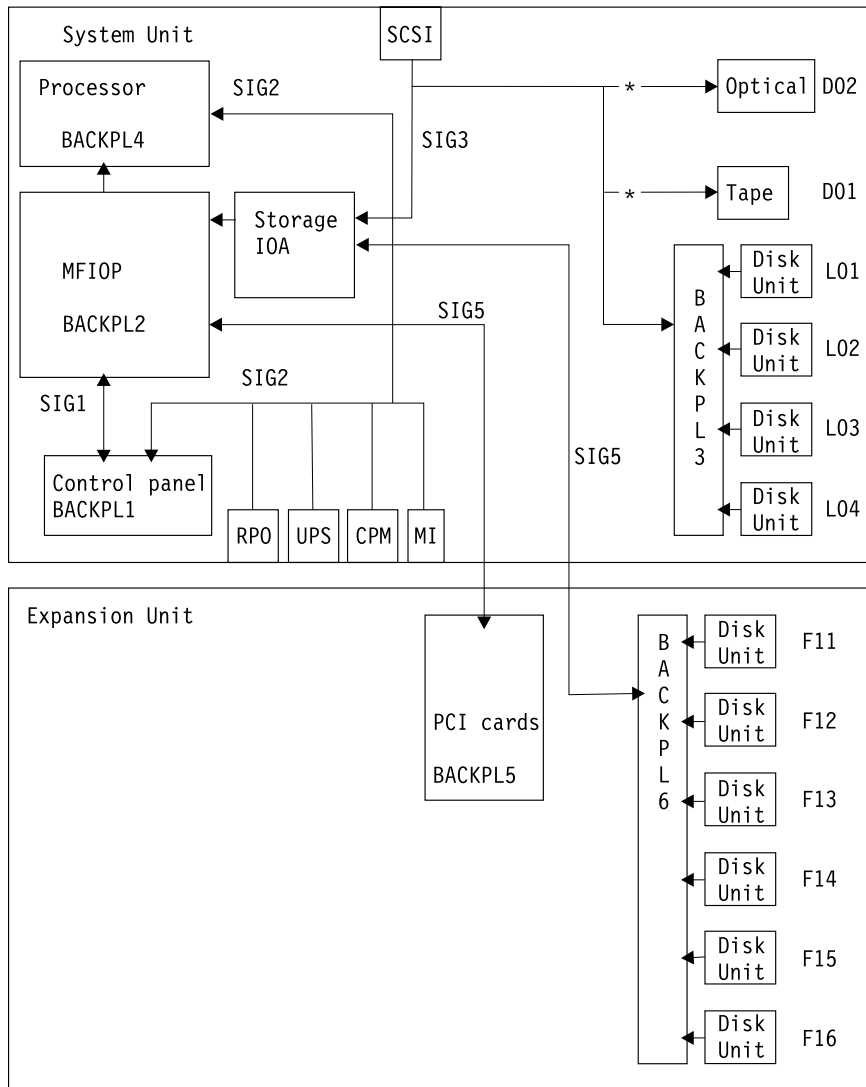 System Unit
SCSI
Processor
BACKPL4
SIG2
* Optical D02
SIG3
* Tape D01
Storage
IOA
MFIOP
BACKPL2
SIG5
SIG2
SIG1
Control panel
BACKPL1
RPO UPS CPM MI
SIG5
B
A
C
K
P
L
3
Disk
Unit
L01
Disk
Unit
L02
Disk
Unit
L03
Disk
Unit
L04
Expansion Unit
PCI cards
BACKPL5
B
A
C
K
P
L
6
Disk
Unit
F11
Disk
Unit
F12
Disk
Unit
F13
Disk
Unit
F14
Disk
Unit
F15
Disk
Unit
F16